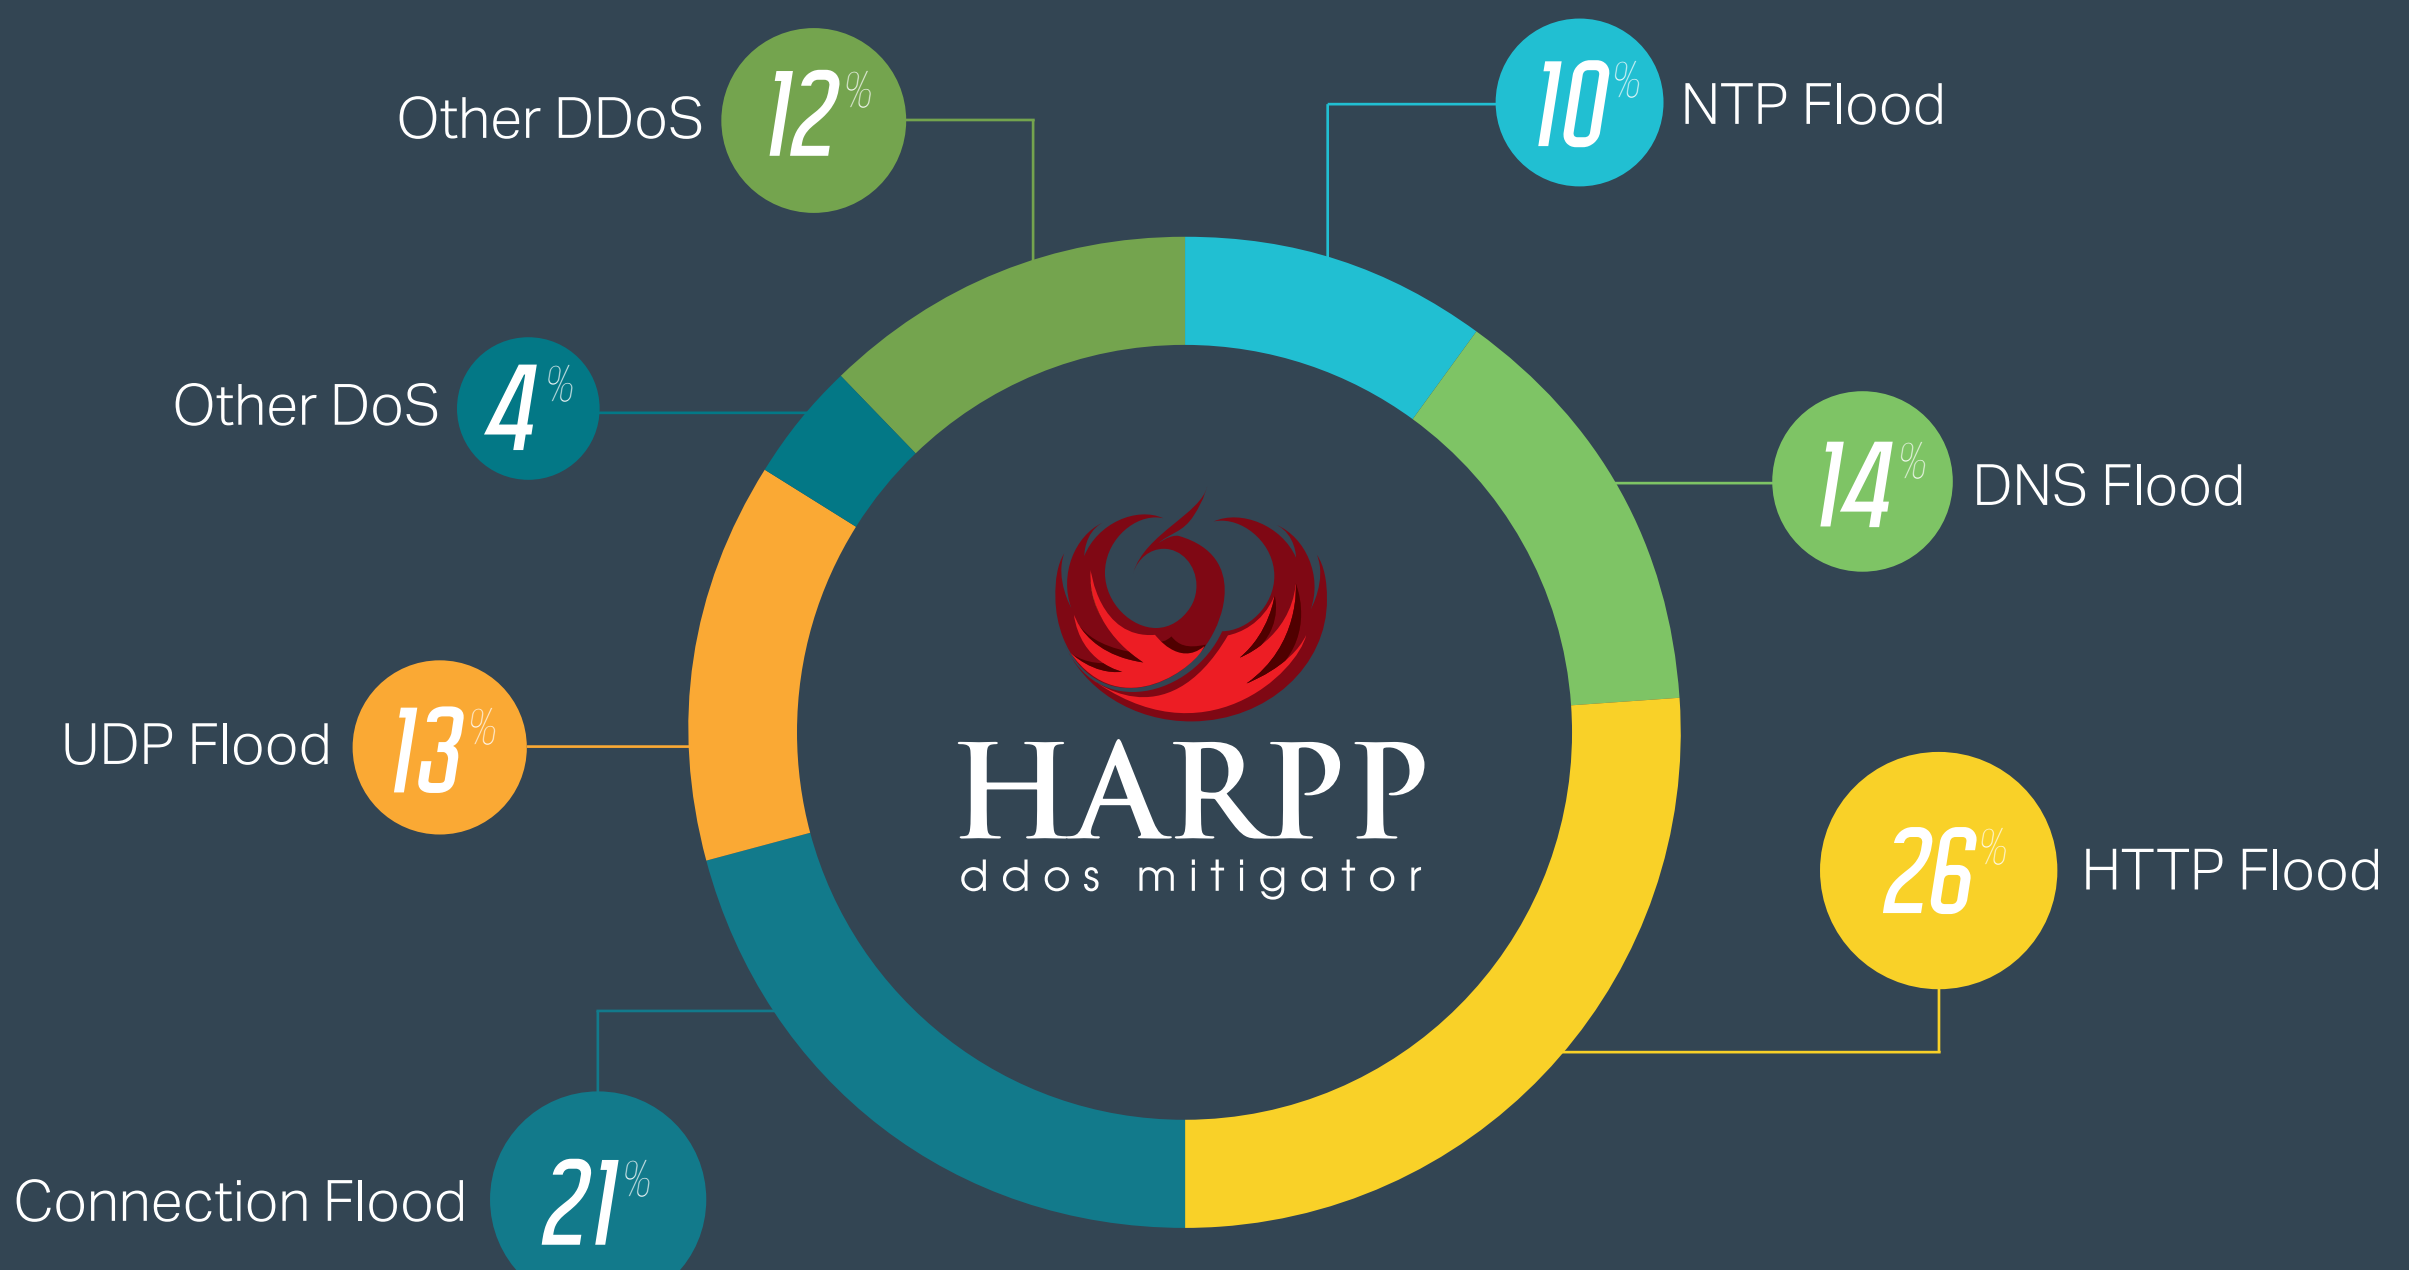 12%
Other DDoS
10%
NTP Flood
4%
Other DoS
14%
DNS Flood
13%
UDP Flood
HARPP
ddos mitigator
26%
HTTP Flood
21%
Connection Flood